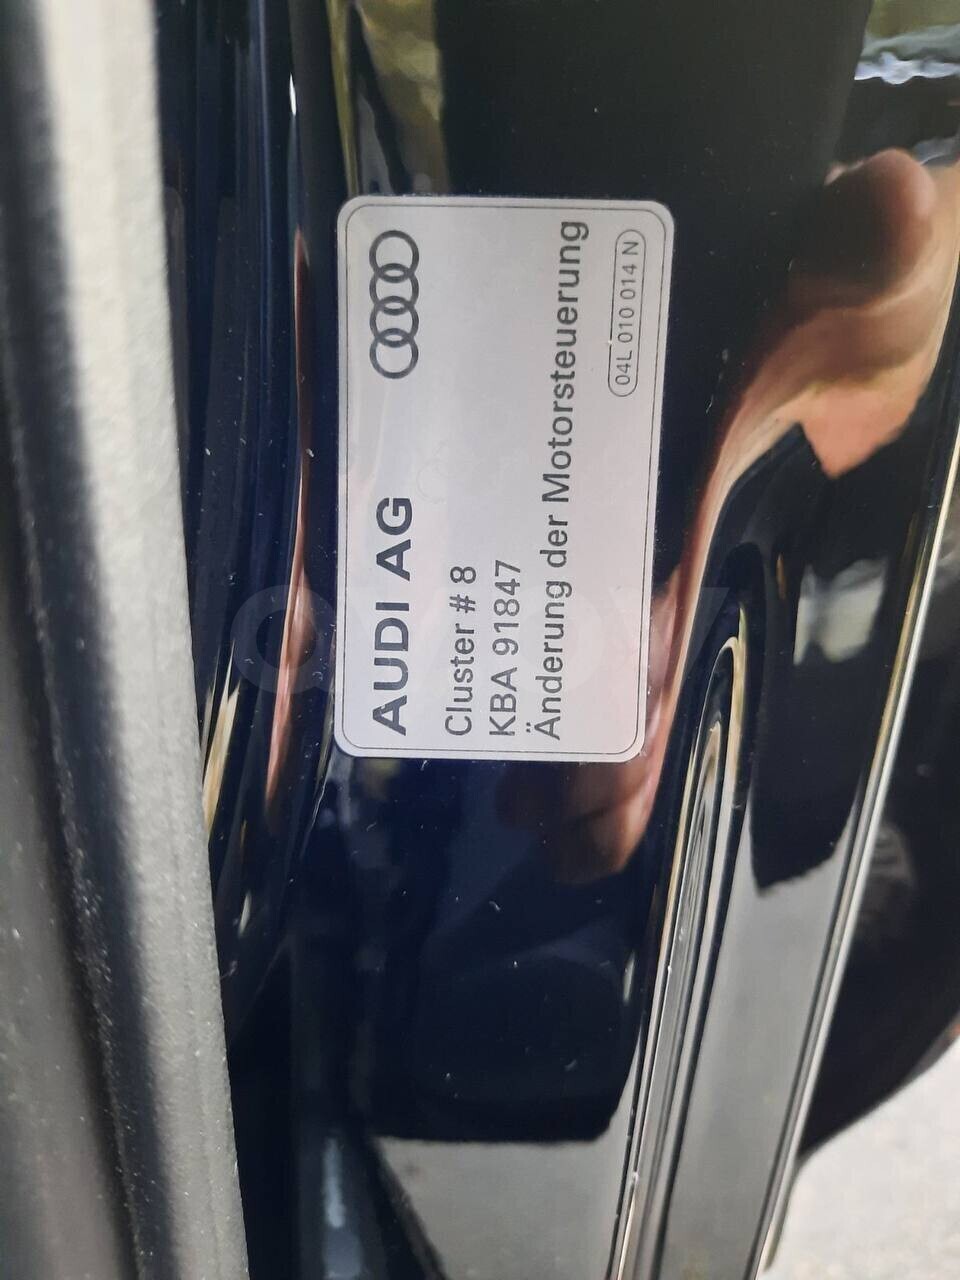 AUDI AG
Cluster # 8
KBA 91847
Änderung der Motorsteuerung
04L 010 014 N